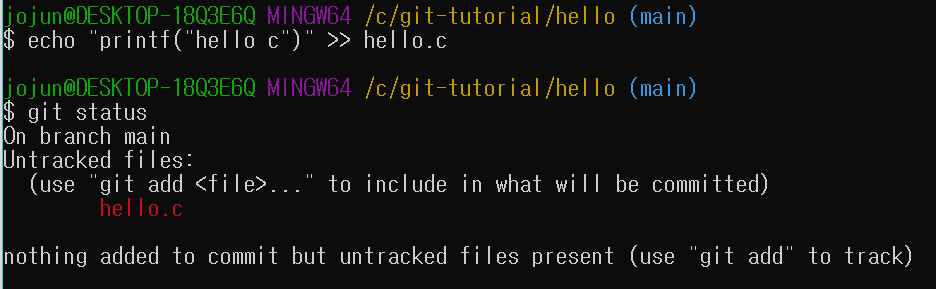 jojun@DESKTOP-18Q3E6Q MINGW64 /c/git-tutorial/hello (main)
$ echo "printf("hello c")" >> hello.c
jojun@DESKTOP-18Q3E6Q MINGW64 /c/git-tutorial/hello (main)
$ git status
On branch main
Untracked files:
  (use "git add <file>..." to include in what will be committed)
        hello.c
nothing added to commit but untracked files present (use "git add" to track)